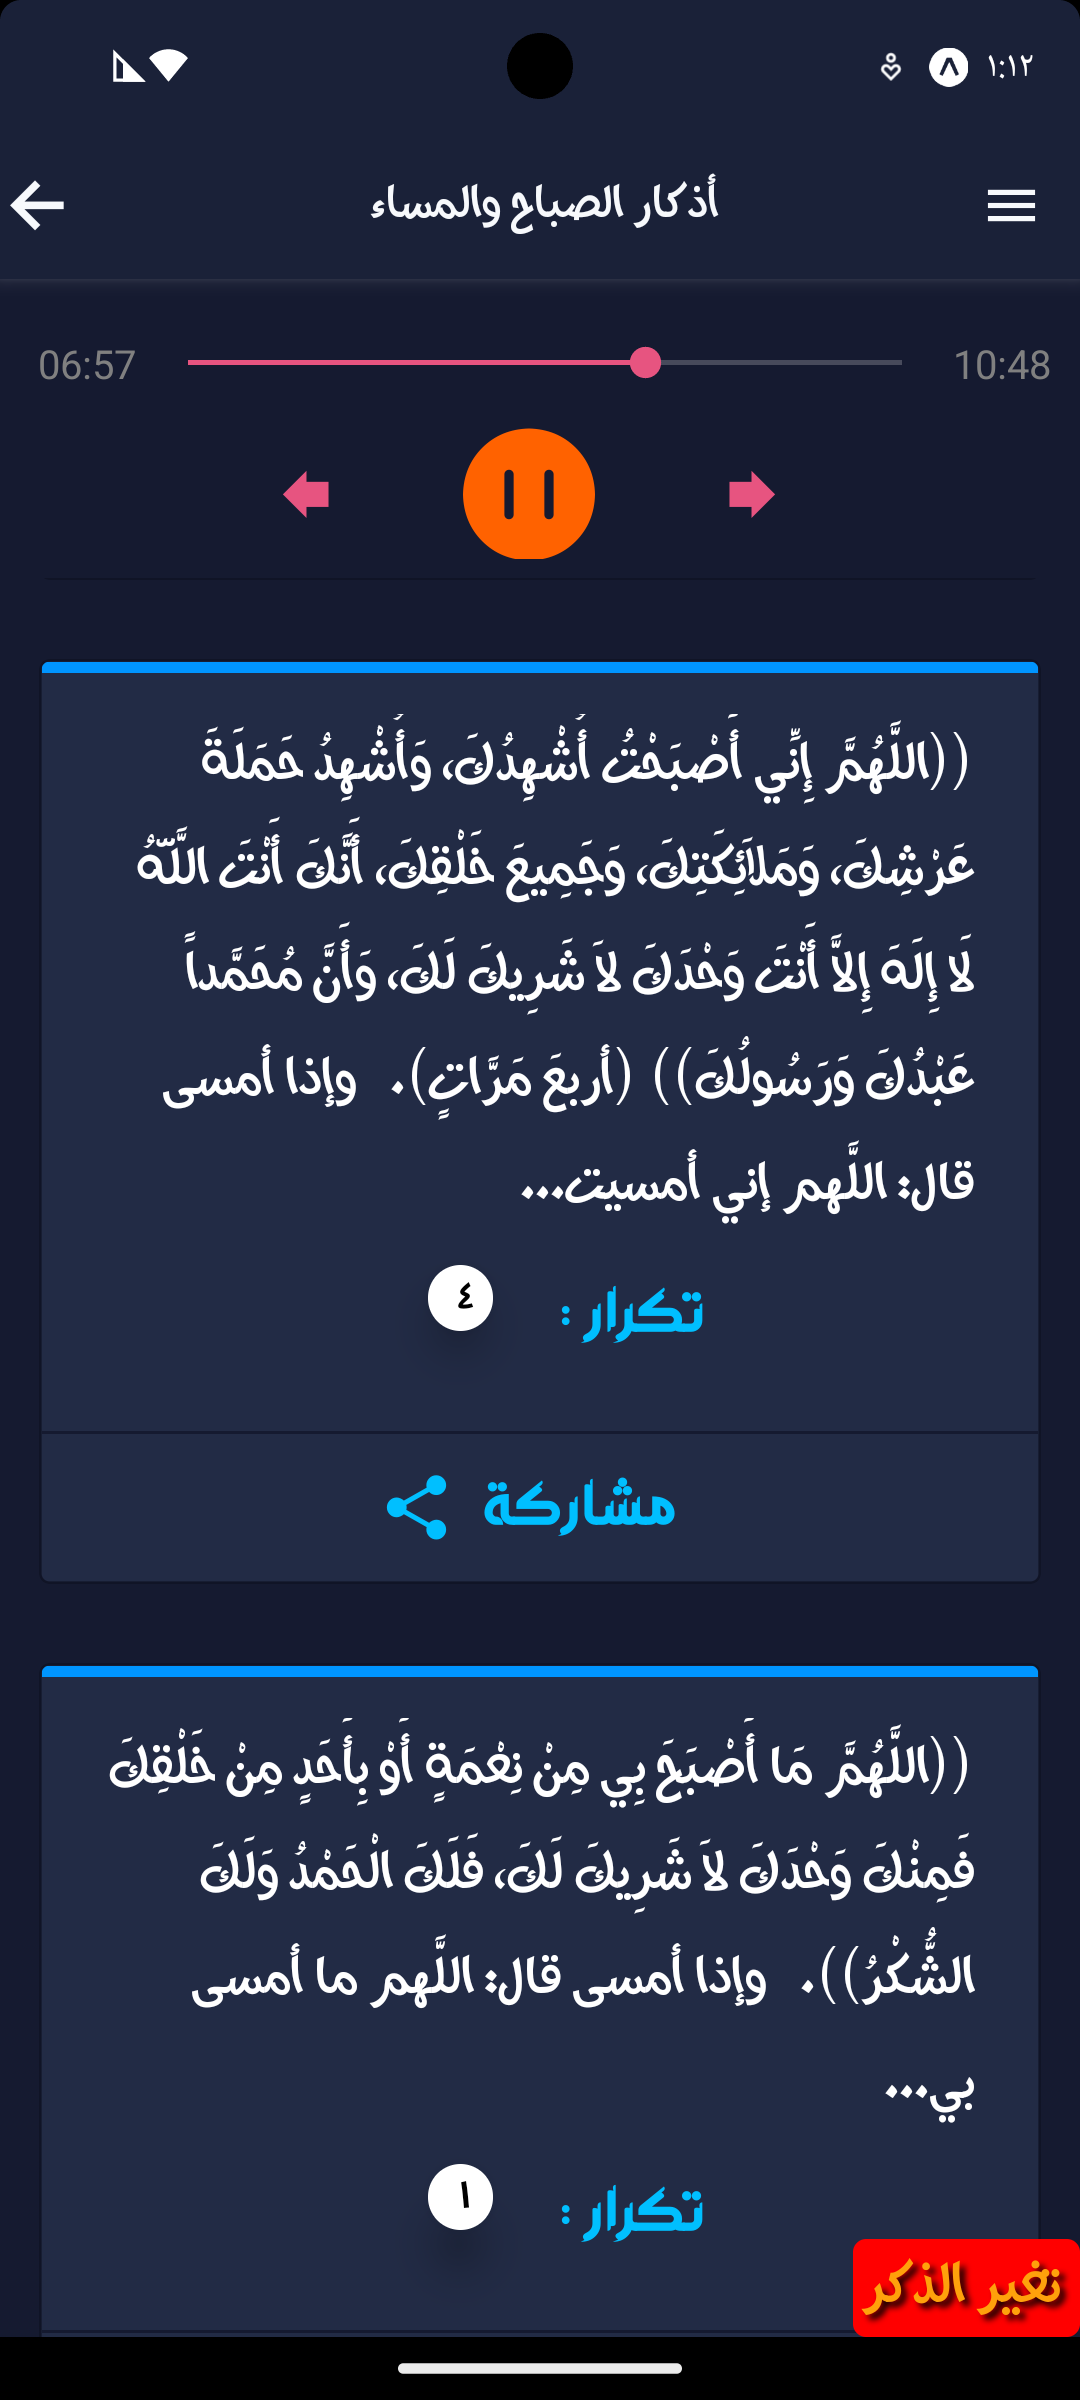 ١:١٢
أذكار الصباح والمساء
06:57
10:48
((اللَّهُمَّ إِنِّي أَصْبَحْتُ أُشْهِدُكَ، وَأُشْهِدُ حَمَلَةَ
عَرْشِكَ، وَمَلاَئِكَتِكَ، وَجَمِيعَ خَلْقِكَ، أَنَّكَ أَنْتَ اللَّهُ
لَا إِلَهَ إِلاَّ أَنْتَ وَحْدَكَ لاَ شَرِيكَ لَكَ، وَأَنَّ مُحَمَّداً
عَبْدُكَ وَرَسُولُكَ)) (أربعَ مَرَّاتٍ). وإذا أمسى
قال: اللَّهم إني أمسيت...
تكرار :
٤
مشاركة
((اللَّهُمَّ مَا أَصْبَحَ بِي مِنْ نِعْمَةٍ أَوْ بِأَحَدٍ مِنْ خَلْقِكَ
فَمِنْكَ وَحْدَكَ لاَ شَرِيكَ لَكَ، فَلَكَ الْحَمْدُ وَلَكَ
الشُّكْرُ)). وإذا أمسى قال: اللَّهم ما أمسى
بي...
تكرار :
١
تغير الذكر